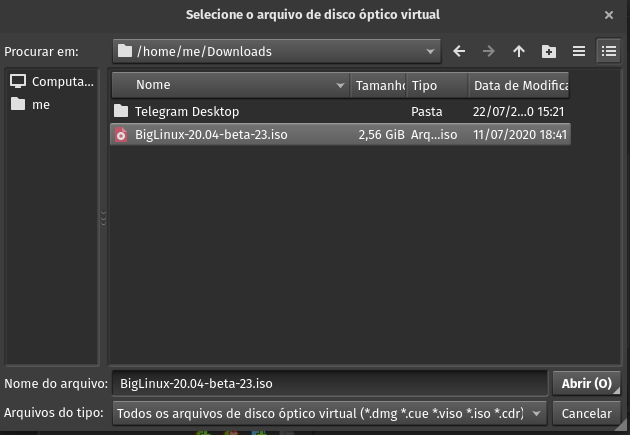 Selecione o arquivo de disco óptico virtual
Procurar em: /home/me/Downloads
Computa...
me
Nome Tamanho Tipo Data de Modifica
Telegram Desktop Pasta 22/07/2...0 15:21
BigLinux-20.04-beta-23.iso 2,56 GiB Arq...iso 11/07/2020 18:41
Nome do arquivo: BigLinux-20.04-beta-23.iso Abrir (O)
Arquivos do tipo: Todos os arquivos de disco óptico virtual (*.dmg *.cue *.viso *.iso *.cdr) Cancelar